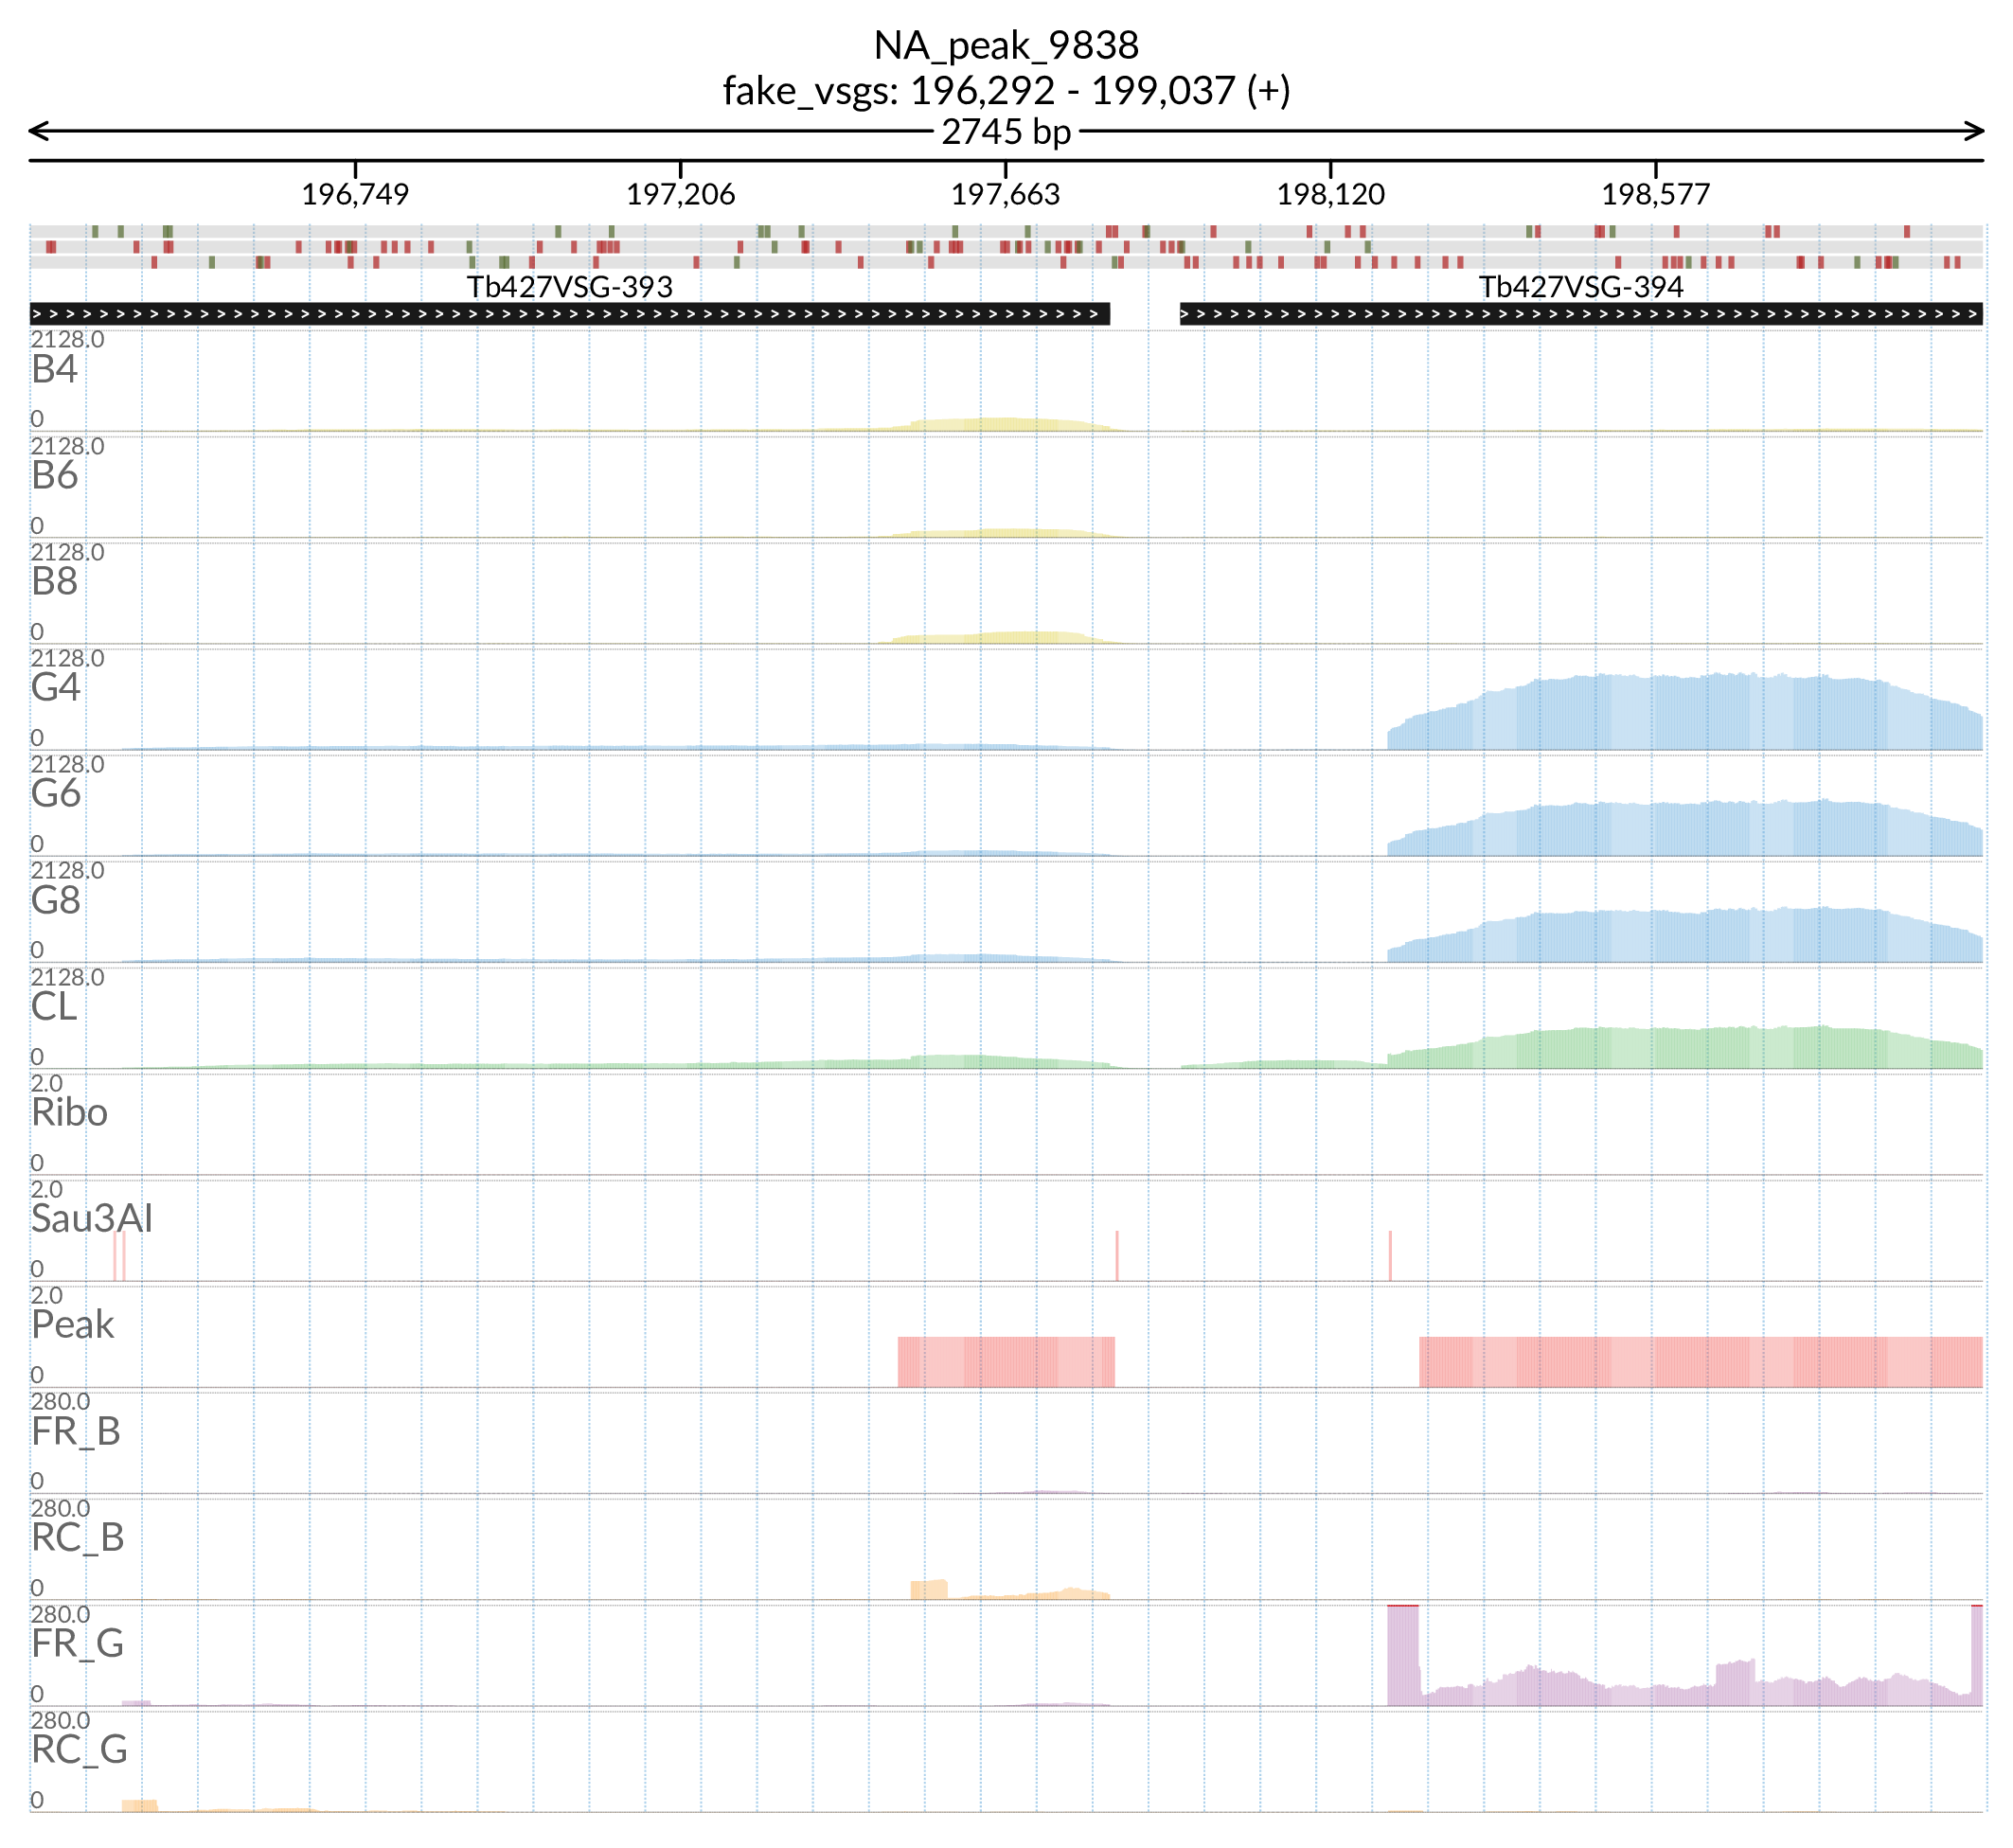 NA_peak_9838
fake_vsgs: 196,292 - 199,037 (+)
2745 bp
196,749 197,206 197,663 198,120 198,577
Tb427VSG-393 Tb427VSG-394
2128.0
B4
0
2128.0
B6
0
2128.0
B8
0
2128.0
G4
0
2128.0
G6
0
2128.0
G8
0
2128.0
CL
0
2.0
Ribo
0
2.0
Sau3AI
0
2.0
Peak
0
280.0
FR_B
0
280.0
RC_B
0
280.0
FR_G
0
280.0
RC_G
0